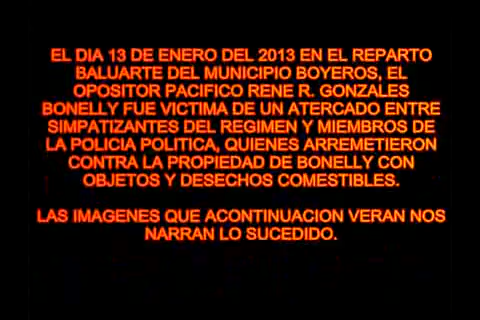 EL DIA 13 DE ENERO DEL 2013 EN EL REPARTO
BALUARTE DEL MUNICIPIO BOYEROS, EL
OPOSITOR PACIFICO RENE R. GONZALES
BONELLY FUE VICTIMA DE UN ATERCADO ENTRE
SIMPATIZANTES DEL REGIMEN Y MIEMBROS DE
LA POLICIA POLITICA, QUIENES ARREMETIERON
CONTRA LA PROPIEDAD DE BONELLY CON
OBJETOS Y DESECHOS COMESTIBLES.
LAS IMAGENES QUE ACONTINUACION VERAN NOS
NARRAN LO SUCEDIDO.